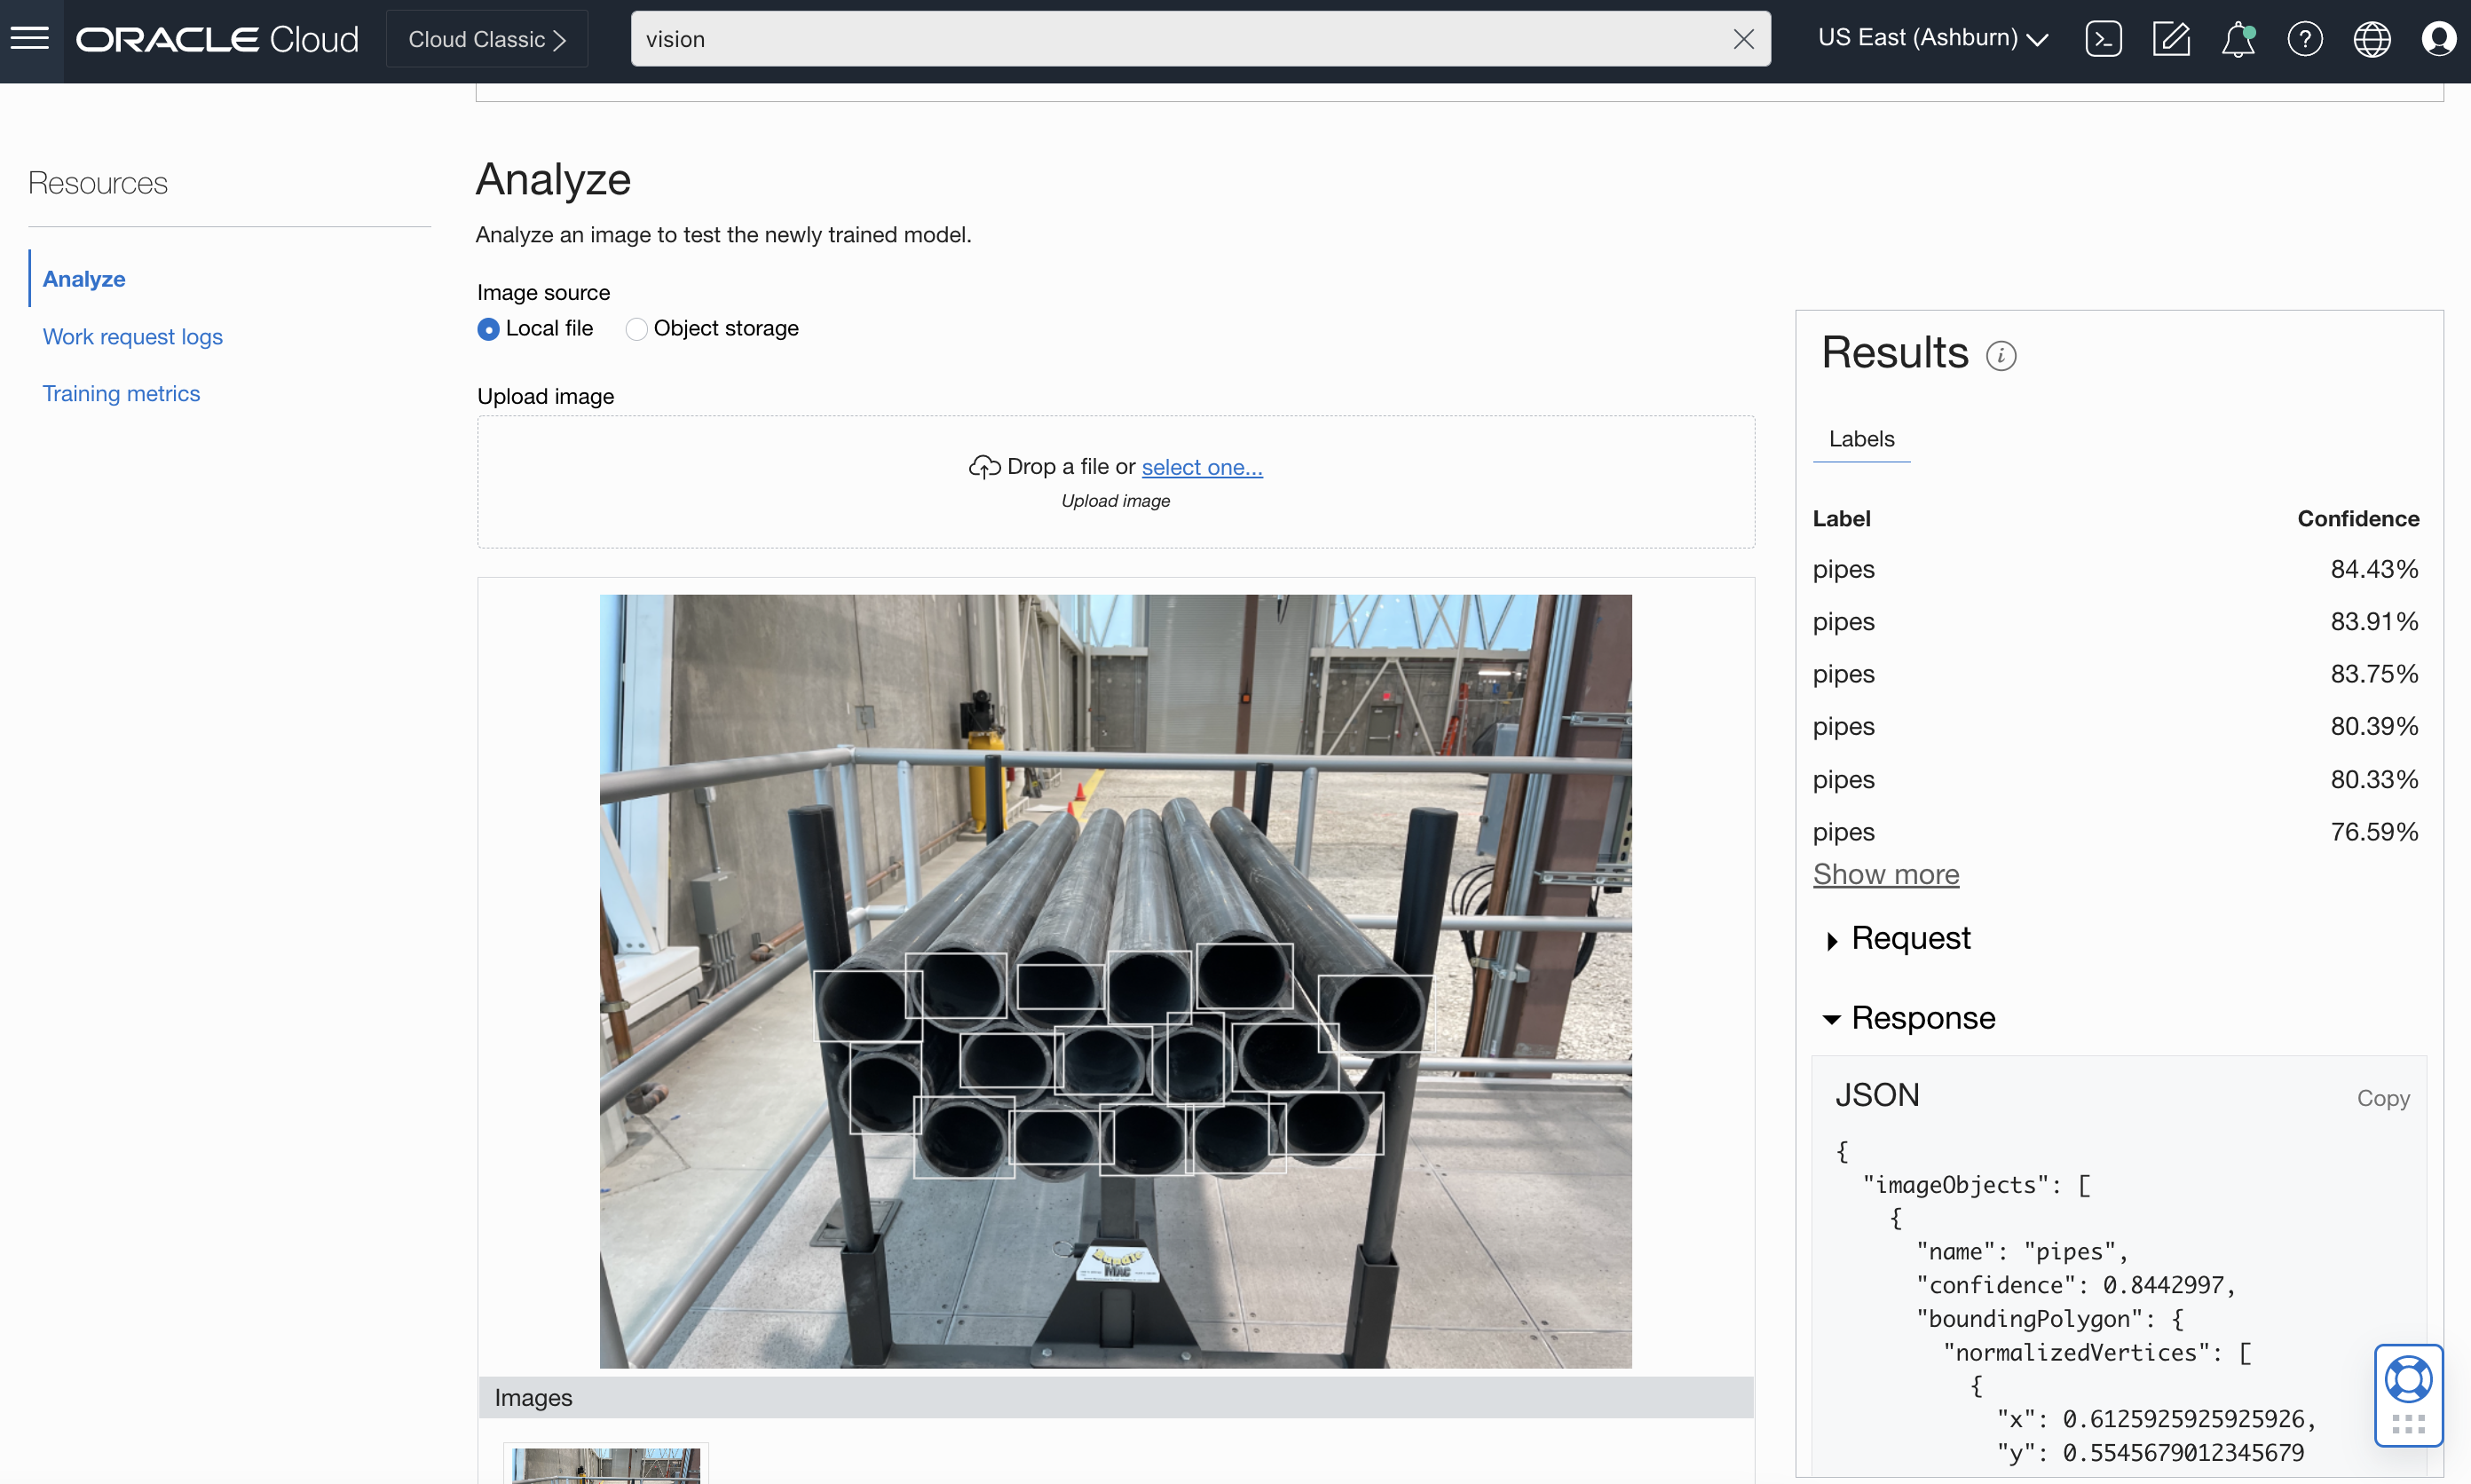 ORACLE Cloud
Cloud Classic
vision
US East (Ashburn)
Resources
Analyze
Work request logs
Training metrics
Analyze
Analyze an image to test the newly trained model.
Image source
Local file
Object storage
Upload image
Drop a file or select one...
Upload image
MAC
Images
Results
Labels
Label Confidence
pipes 84.43%
pipes 83.91%
pipes 83.75%
pipes 80.39%
pipes 80.33%
pipes 76.59%
Show more
Request
Response
JSON
Copy
{
"imageObjects": [
{
"name": "pipes",
"confidence": 0.8442997,
"boundingPolygon": {
"normalizedVertices": [
{
"x": 0.6125925925925926,
"y": 0.5545679012345679